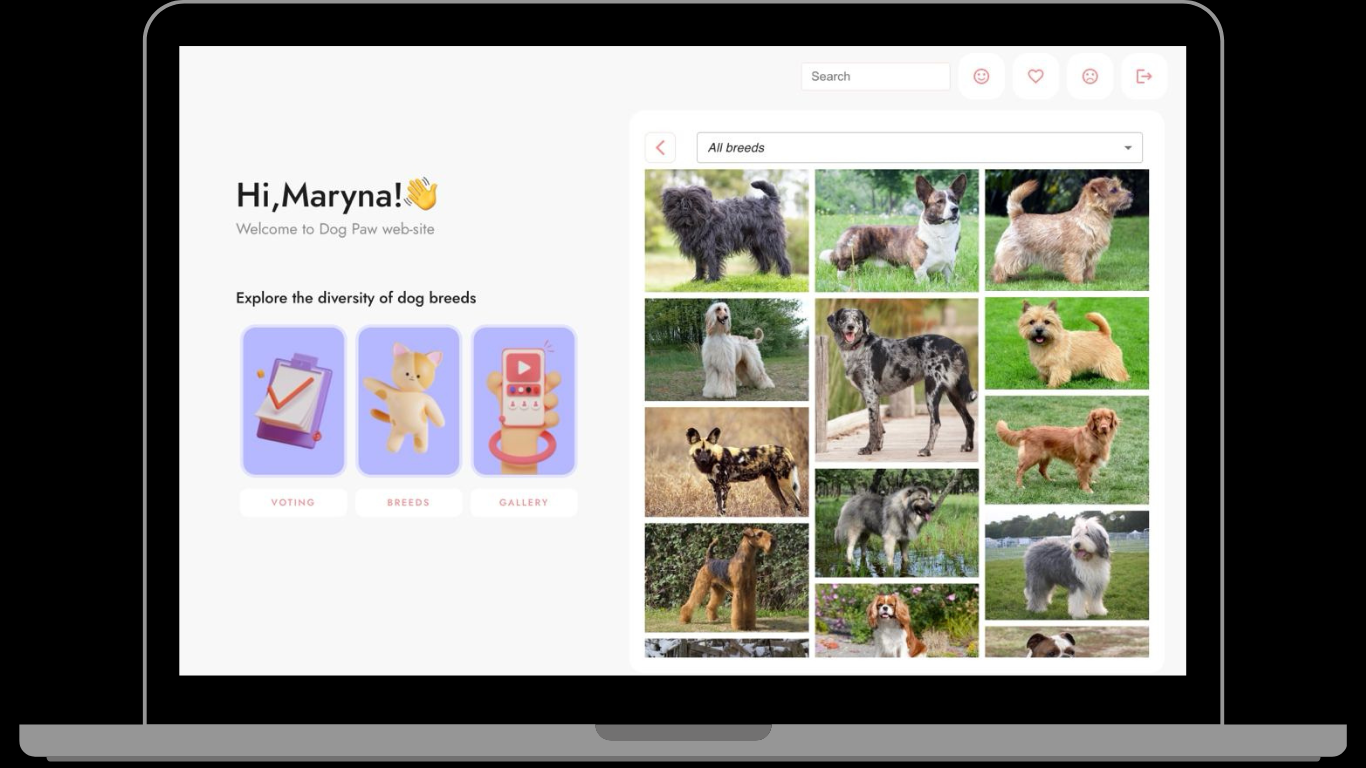 Search
All breeds
Hi,Maryna!👋
Welcome to Dog Paw web-site
Explore the diversity of dog breeds
VOTING
BREEDS
GALLERY